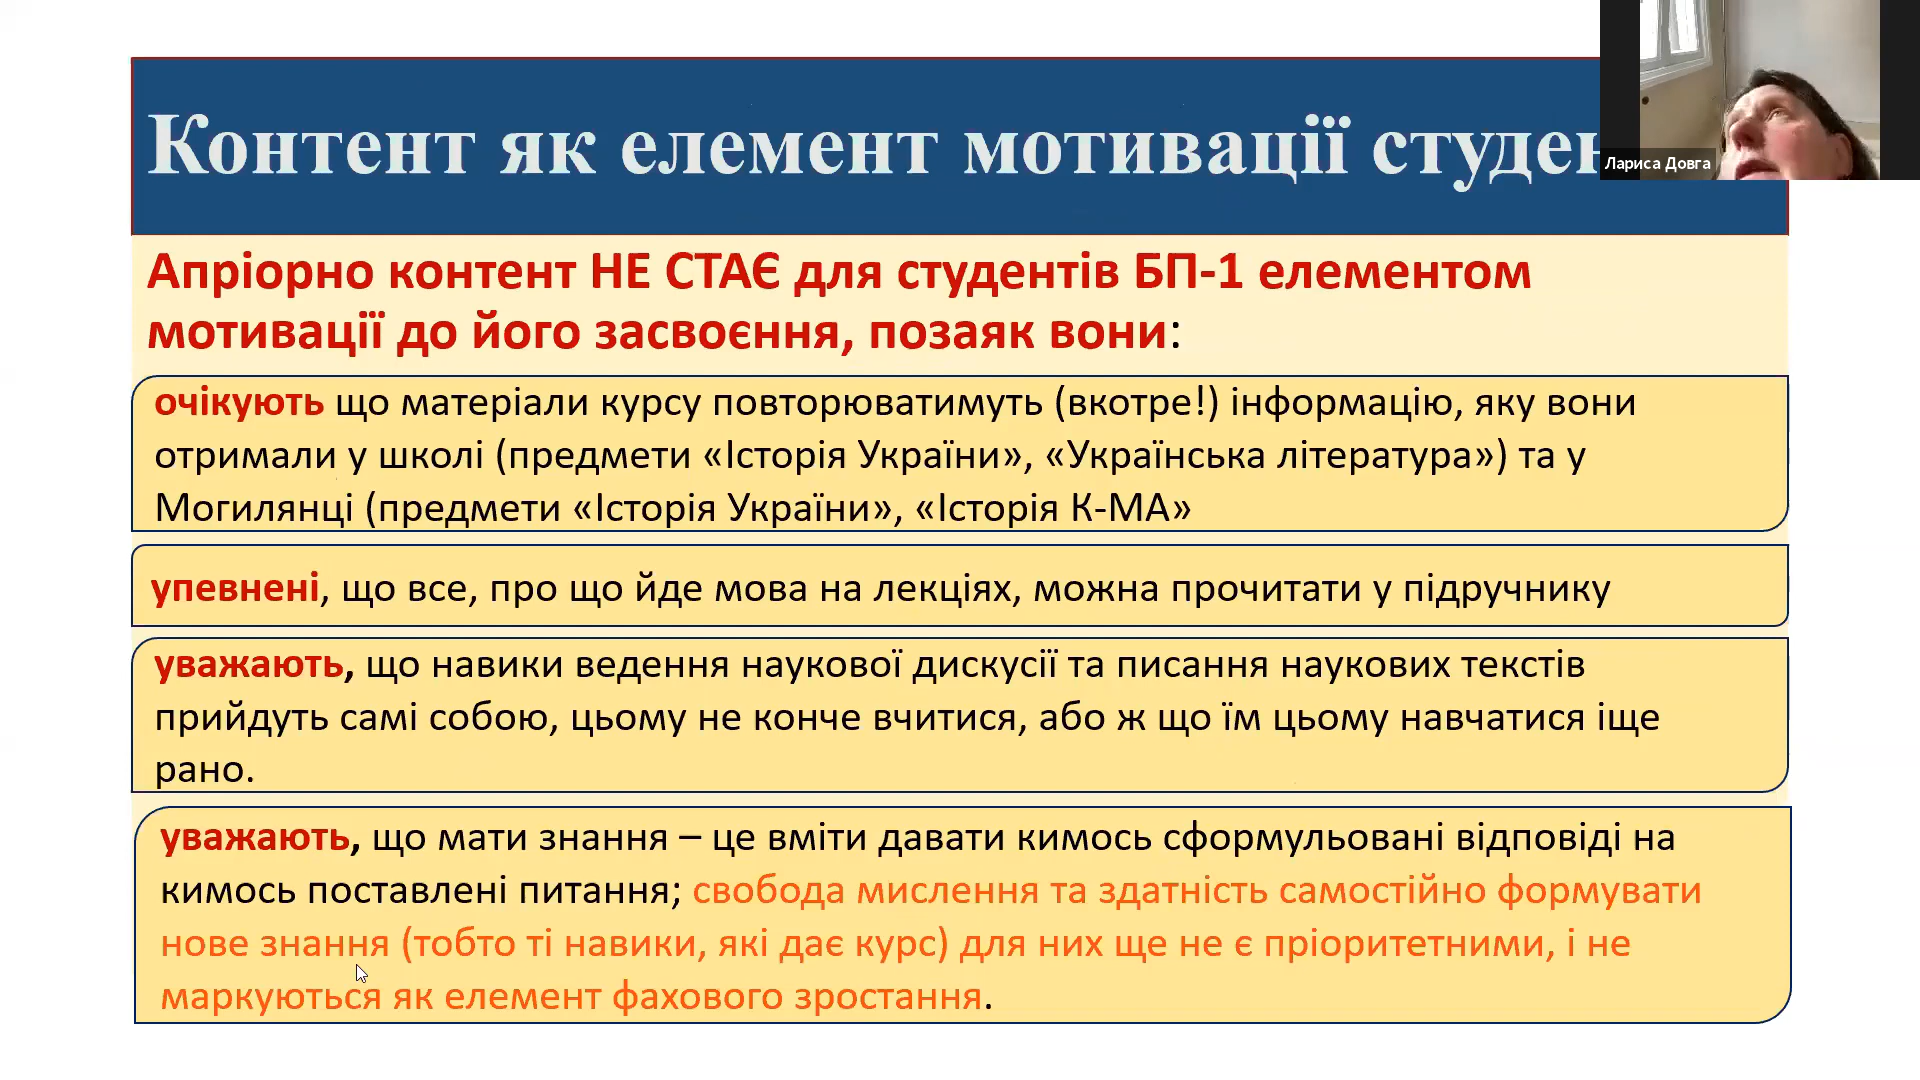 Контент як елемент мотивації
Лариса Довга
Апріорно контент НЕ СТАЄ для студентів БП-1 елементом
мотивації до його засвоєння, позаяк вони:
очікують що матеріали курсу повторюватимуть (вкотре!) інформацію, яку вони
отримали у школі (предмети «Історія України», «Українська література») та у
Могилянці (предмети «Історія України», «Історія К-МА»
упевнені, що все, про що йде мова на лекціях, можна прочитати у підручнику
уважають, що навики ведення наукової дискусії та писання наукових текстів
прийдуть самі собою, цьому не конче вчитися, або ж що їм цьому навчатися іще
рано.
уважають, що мати знання – це вміти давати кимось сформульовані відповіді на
кимось поставлені питання; свобода мислення та здатність самостійно формувати
нове знання (тобто ті навики, які дає курс) для них ще не є пріоритетними, і не
маркуються як елемент фахового зростання.